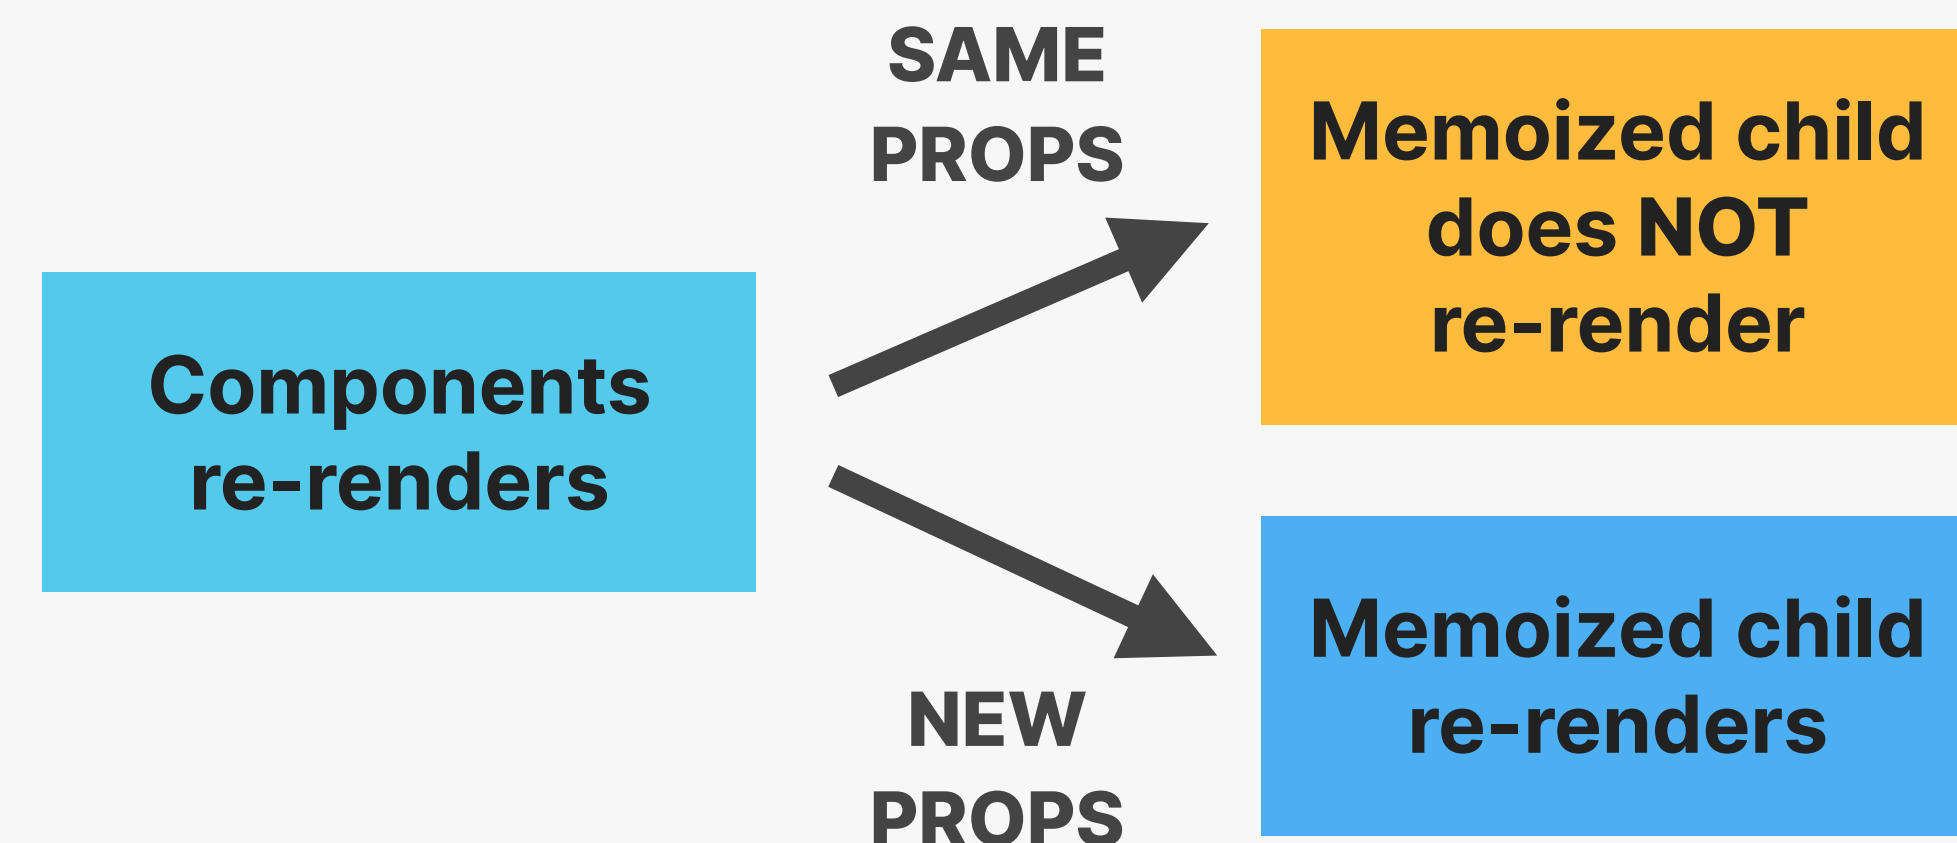 SAME
PROPS
Memoized child
does NOT
re-render
Components
re-renders
NEW
PROPS
Memoized child
re-renders